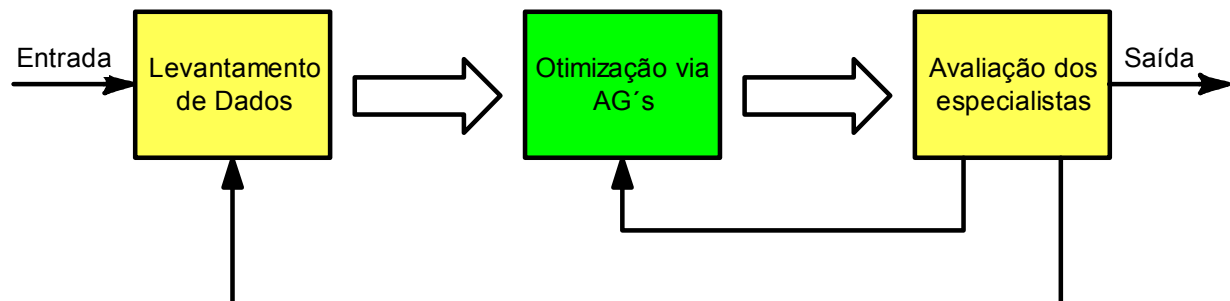 Entrada
Levantamento
de Dados
Otimização via
AG´s
Avaliação dos
especialistas
Saída